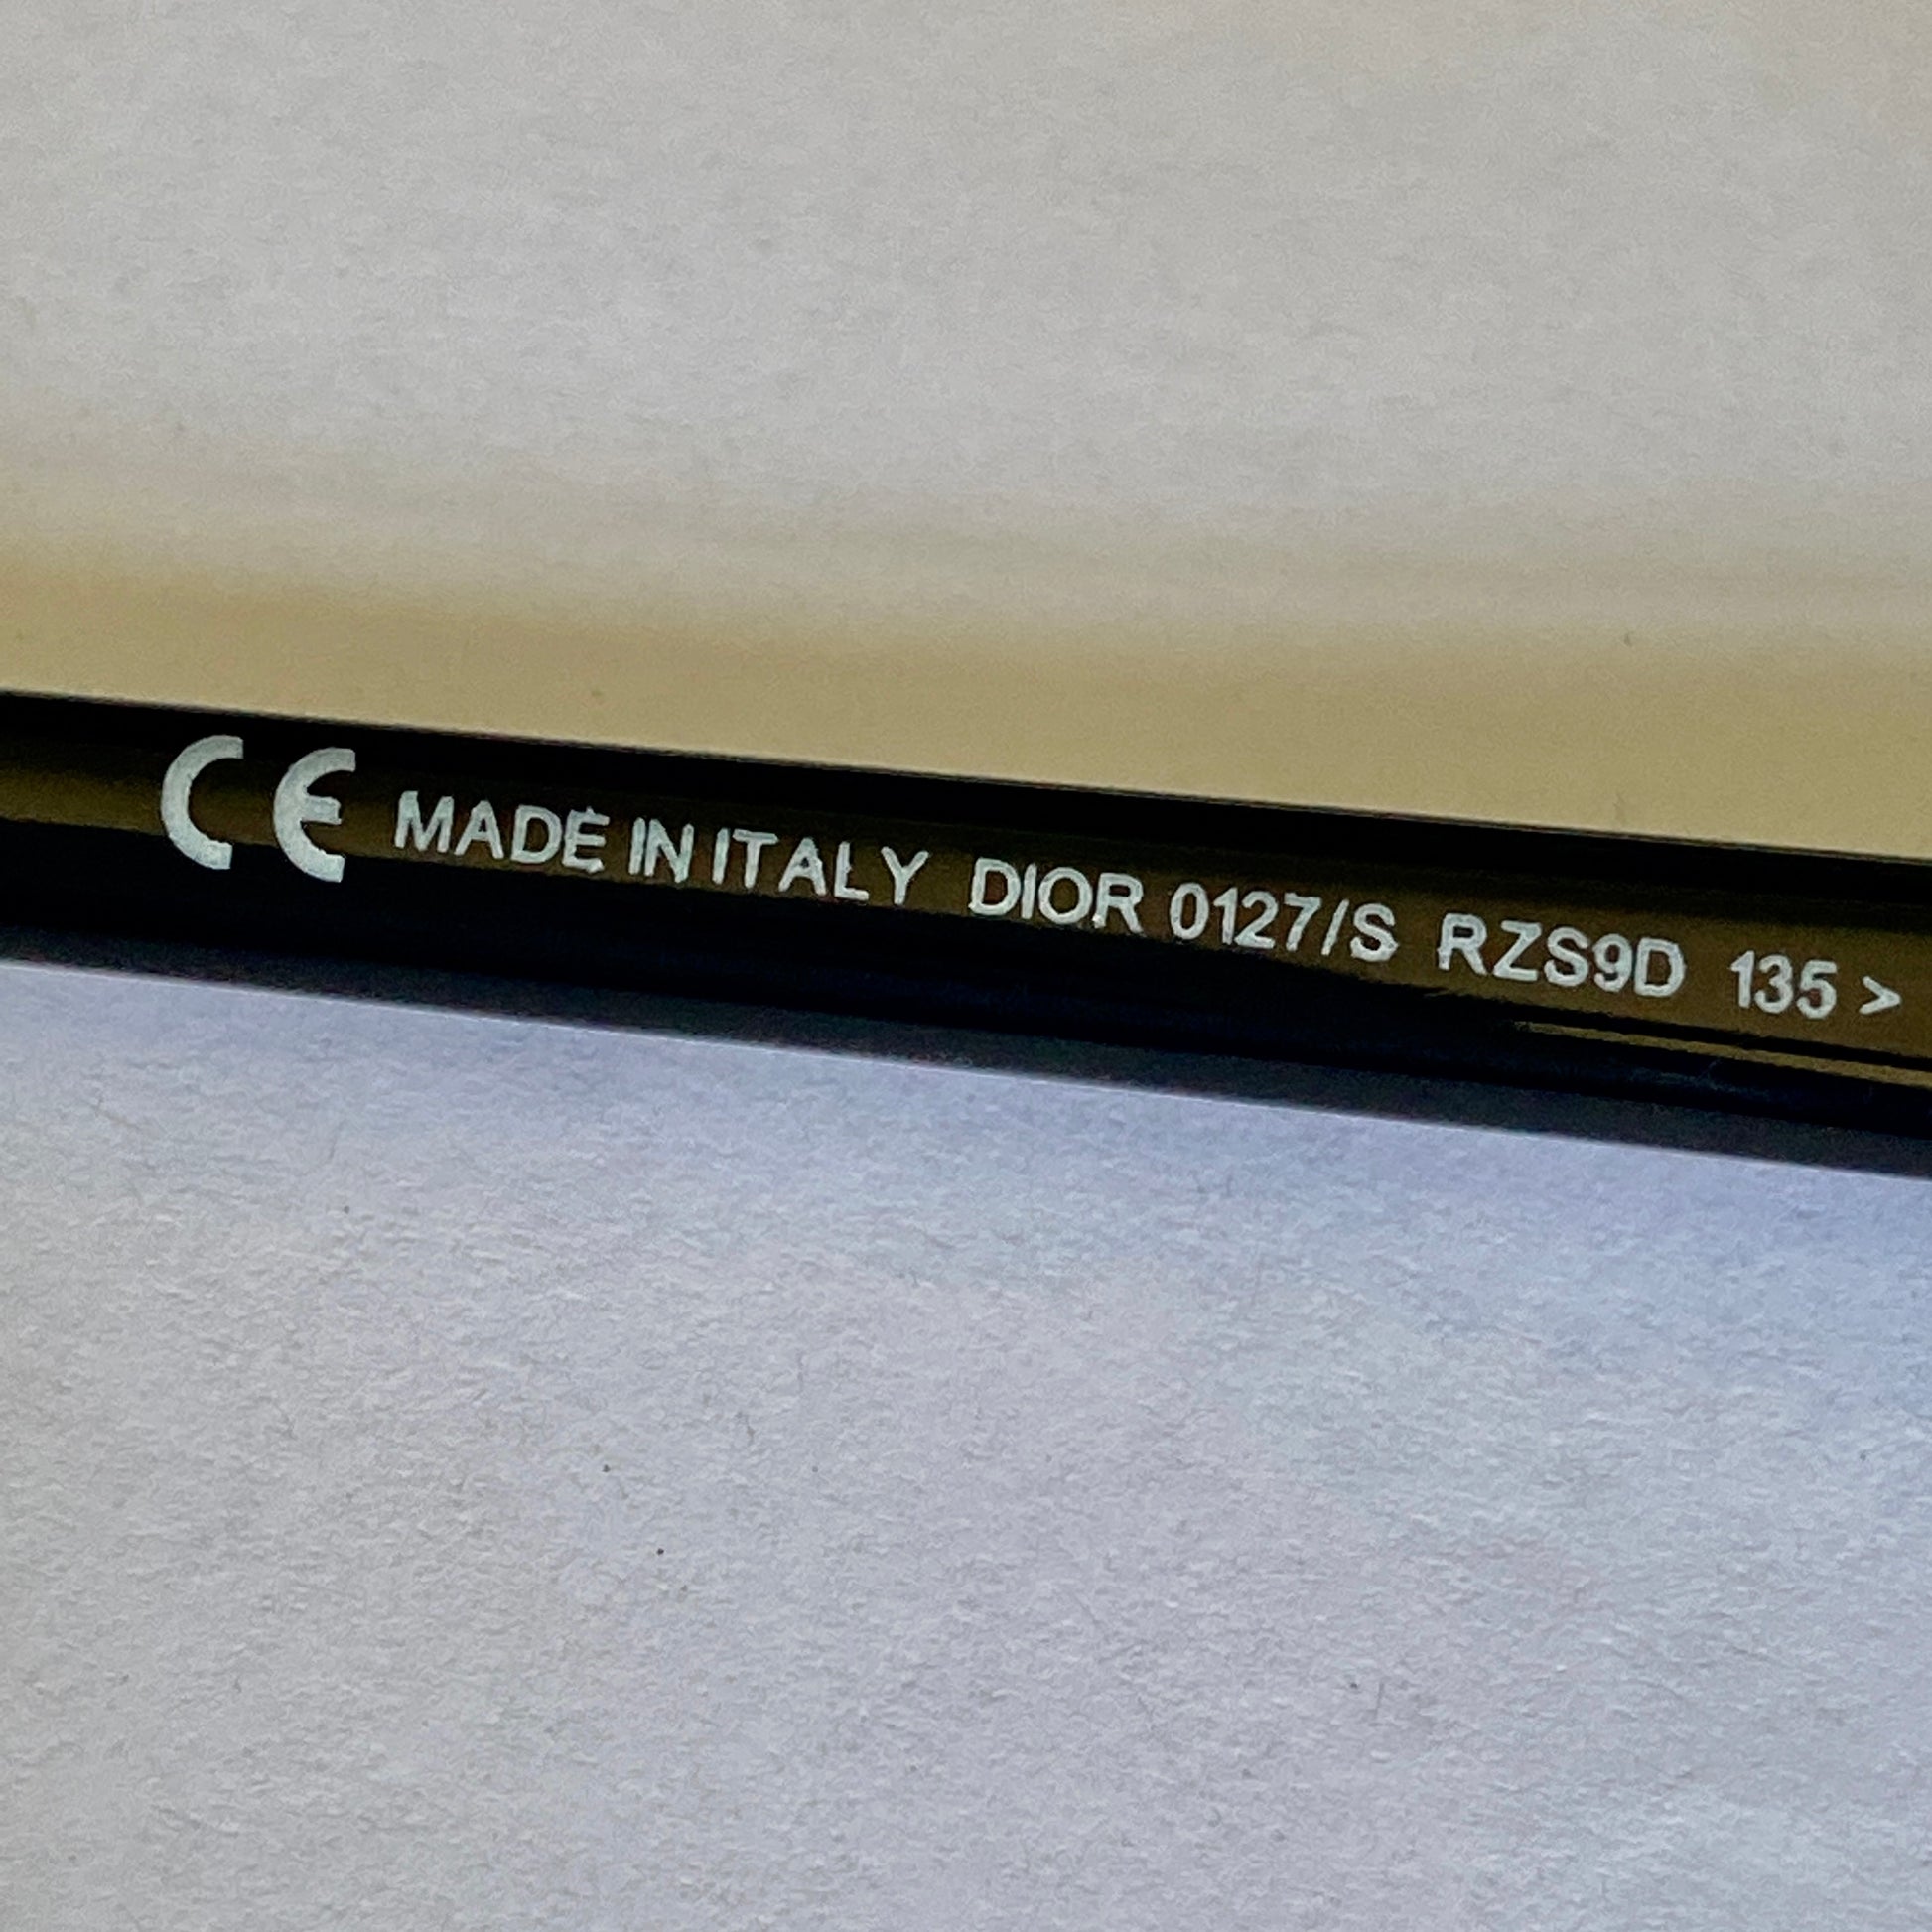 CE MADE IN ITALY DIOR 0127/S RZS9D 135 >